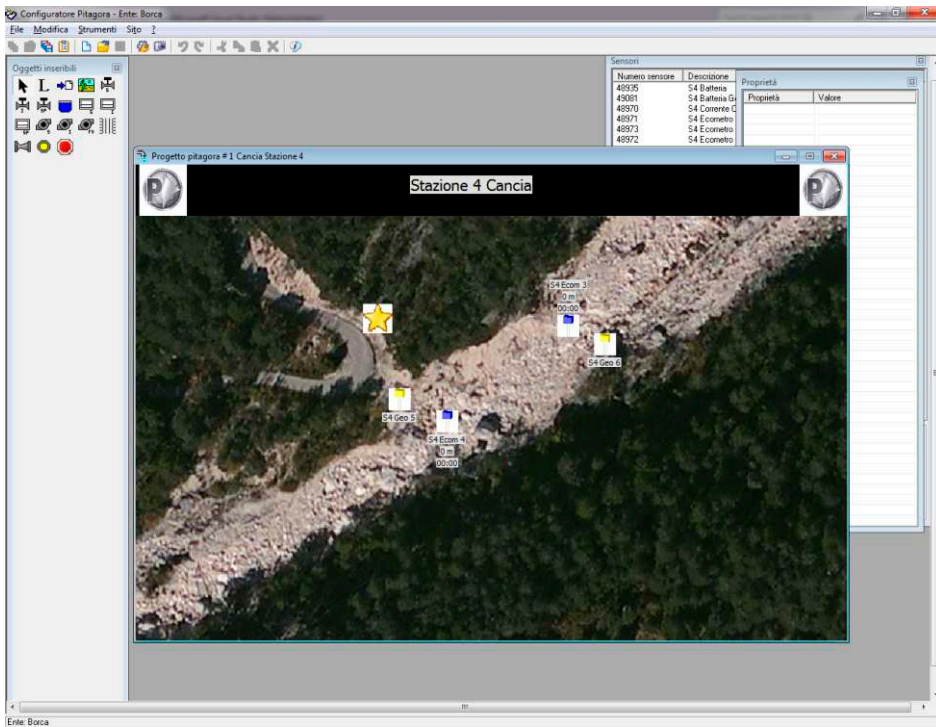 Configuratore Pitagora - Ente: Borca
File Modifica Strumenti Sito ?
Oggetti inseribili
Sensori
Numero sensore Descrizione
48935 S4 Batteria
49081 S4 Batteria G
48970 S4 Corrente C
48971 S4 Ecometro
48973 S4 Ecometro
48972 S4 Ecometro
Proprietà
Proprietà Valore
Progetto pitagora # 1 Cancia Stazione 4
Stazione 4 Cancia
S4 Ecom 3
0 m
00:00
S4 Geo 6
S4 Geo 5
S4 Ecom 4
0 m
00:00
Ente: Borca